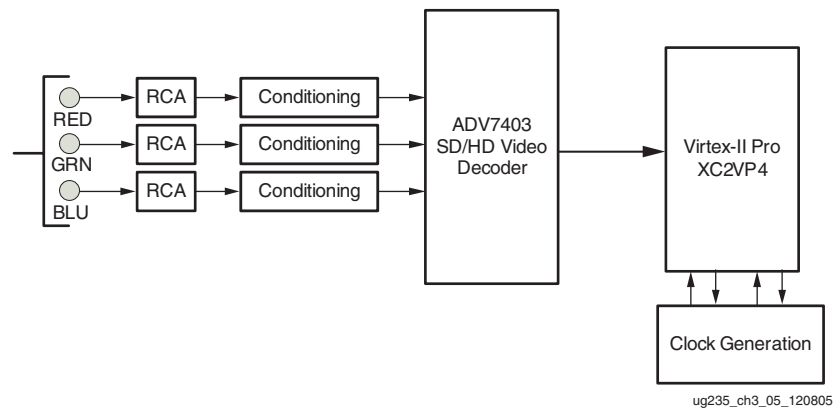 RED
RCA
Conditioning
GRN
RCA
Conditioning
BLU
RCA
Conditioning
ADV7403
SD/HD Video
Decoder
Virtex-II Pro
XC2VP4
Clock Generation
ug235_ch3_05_120805